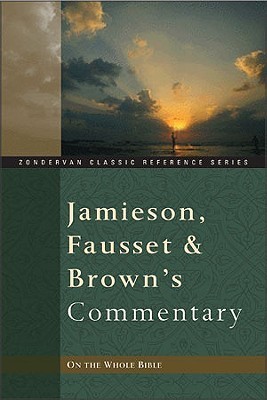 ZONDERVAN CLASSIC REFERENCE SERIES
Jamieson,
Fausset &
Brown's
Commentary
ON THE WHOLE BIBLE